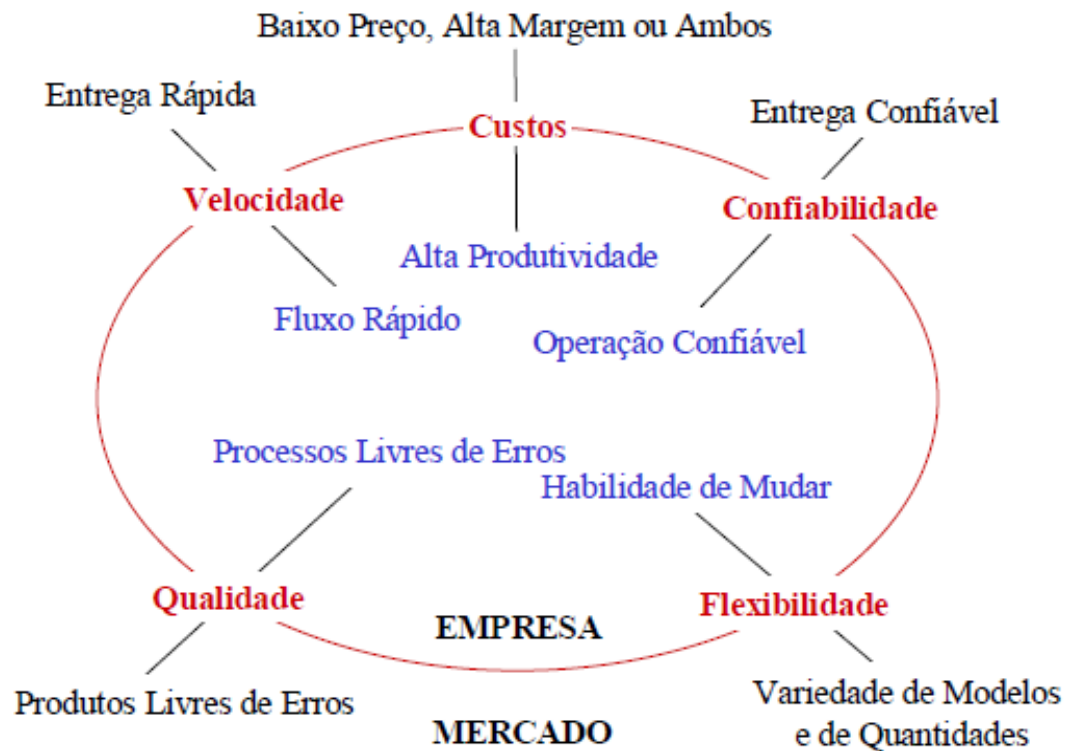 Baixo Preço, Alta Margem ou Ambos
Entrega Rápida
Custos
Entrega Confiável
Velocidade
Confiabilidade
Alta Produtividade
Fluxo Rápido
Operação Confiável
Processos Livres de Erros
Habilidade de Mudar
Qualidade
Flexibilidade
EMPRESA
Produtos Livres de Erros
Variedade de Modelos
e de Quantidades
MERCADO